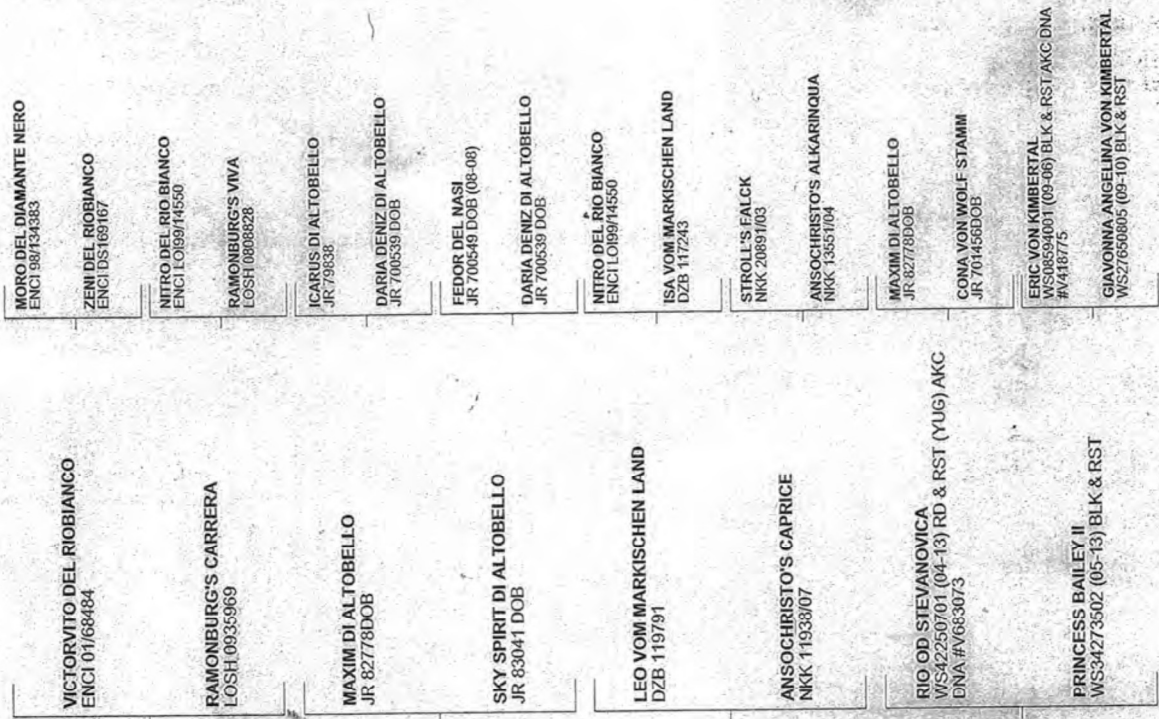 VICTORVITO DEL RIOBIANCO
ENCI 01/68484
RAMONBURG'S CARRERA
LOSH 0935969
MAXIM DI ALTOBELLO
JR 82778DOB
SKY SPIRIT DI ALTOBELLO
JR 83041 DOB
LEO VOM MARKISCHEN LAND
DZB 119791
ANSOCHRISTO'S CAPRICE
NKK 11938/07
RIO OD STEVANOVICA
WS42250701 (04-13) RD & RST (YUG) AKC
DNA #V683073
PRINCESS BAILEY II
WS34273502 (05-13) BLK & RST
MORO DEL DIAMANTE NERO
ENCI 98/134383
ZENI DEL RIOBIANCO
ENCI DS169167
NITRO DEL RIO BIANCO
ENCI LOI99/14550
RAMONBURG'S VIVA
LOSH 0808828
ICARUS DI ALTOBELLO
JR 79838
DARIA DENIZ DI ALTOBELLO
JR 700539 DOB
FEDOR DEL NASI
JR 700549 DOB (08-08)
DARIA DENIZ DI ALTOBELLO
JR 700539 DOB
NITRO DEL RIO BIANCO
ENCI LOI99/14550
ISA VOM MARKISCHEN LAND
DZB 117243
STROLL'S FALCK
NKK 20891/03
ANSOCHRISTO'S ALKARINQUA
NKK 13551/04
MAXIM DI ALTOBELLO
JR 82778DOB
CONA VON WOLF STAMM
JR 701456DOB
ERIC VON KIMBERTAL
WS08594001 (09-06) BLK & RST AKC DNA
#V418775
GIAVONNA ANGELINA VON KIMBERTAL
WS27650805 (09-10) BLK & RST